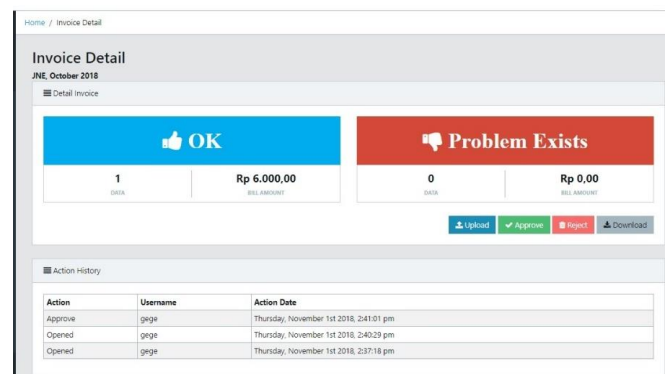 Home / Invoice Detail
Invoice Detail
JNE, October 2018
Detail Invoice
OK
Problem Exists
1
Rp 6.000,00
0
Rp 0,00
DATA
BILL AMOUNT
DATA
BILL AMOUNT
Upload Approve Reject Download
Action History
Action Username Action Date
Approve gege Thursday, November 1st 2018, 2:41:01 pm
Opened gege Thursday, November 1st 2018, 2:40:29 pm
Opened gege Thursday, November 1st 2018, 2:37:18 pm